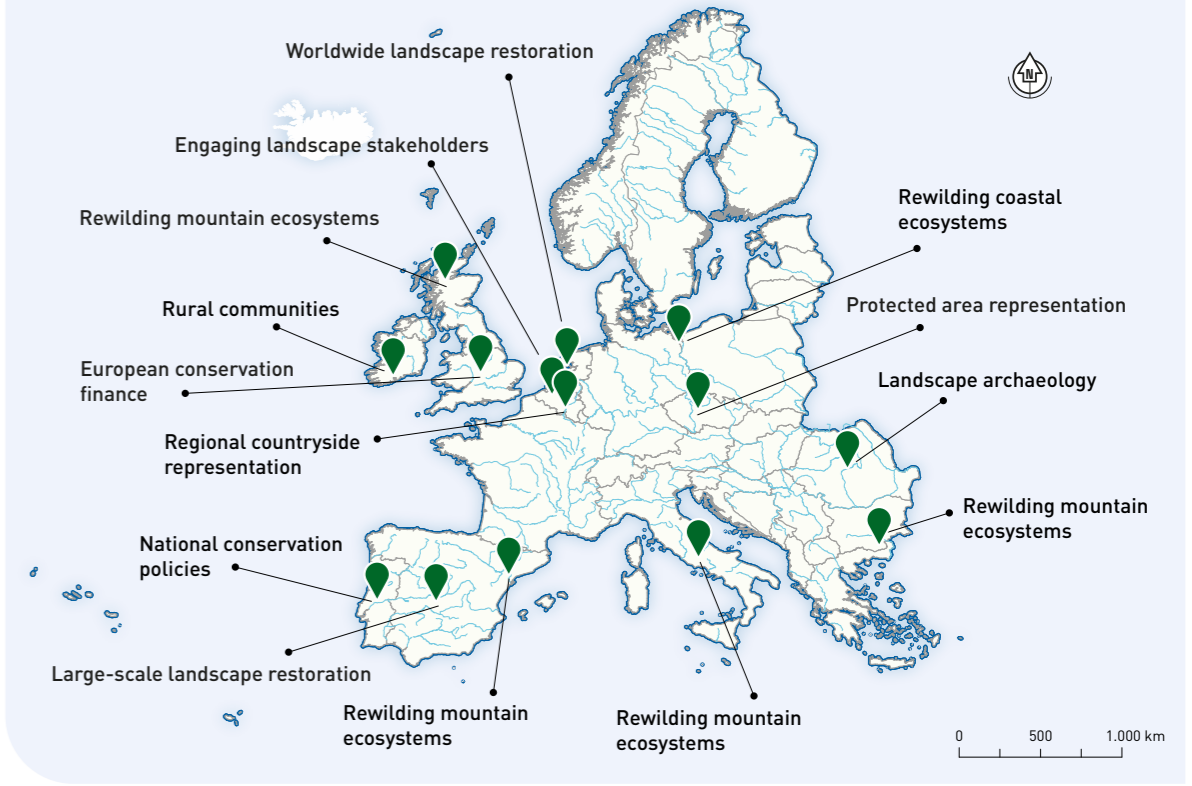 Worldwide landscape restoration
N
Engaging landscape stakeholders
Rewilding mountain ecosystems
Rewilding coastal
ecosystems
Rural communities
Protected area representation
European conservation
finance
Landscape archaeology
Regional countryside
representation
Rewilding mountain
ecosystems
National conservation
policies
Large-scale landscape restoration
Rewilding mountain
ecosystems
Rewilding mountain
ecosystems
0 500 1.000 km